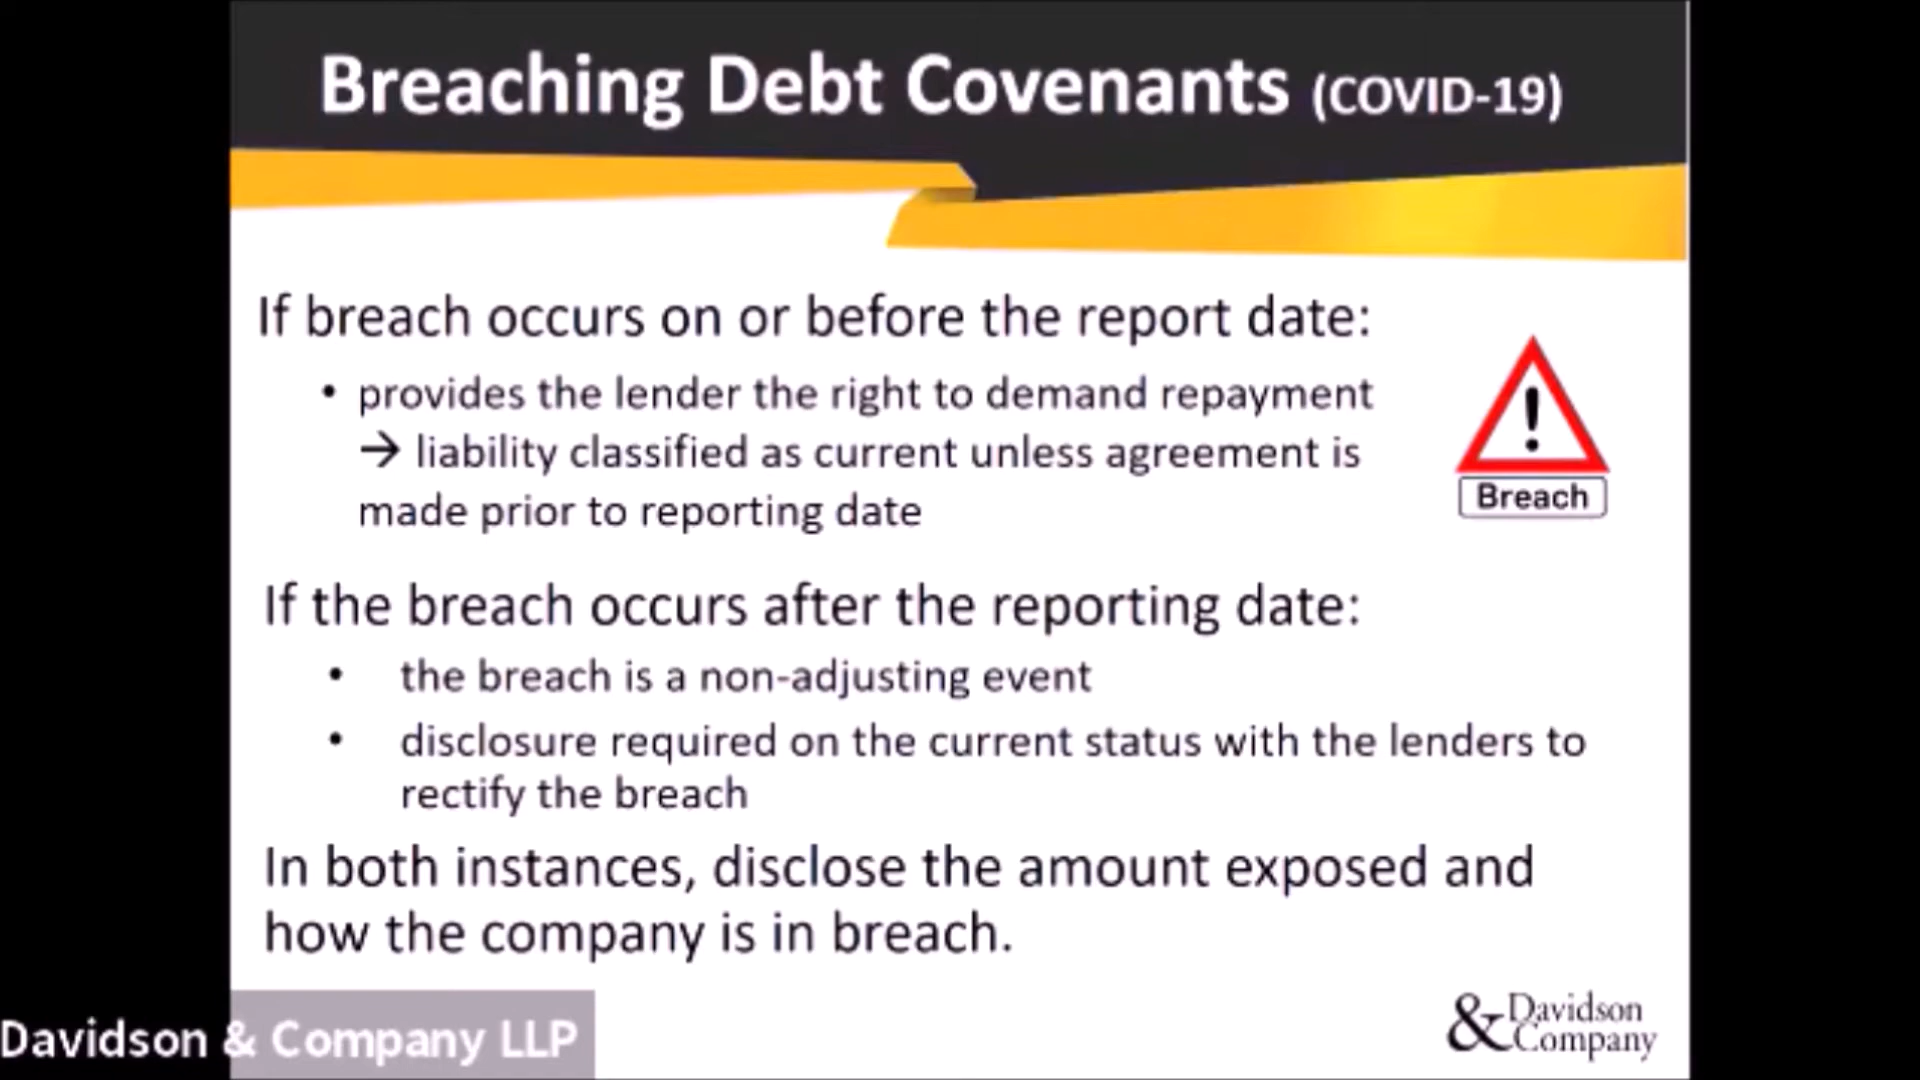 Breaching Debt Covenants (COVID-19)
If breach occurs on or before the report date:
• provides the lender the right to demand repayment
→ liability classified as current unless agreement is
made prior to reporting date
Breach
If the breach occurs after the reporting date:
• the breach is a non-adjusting event
• disclosure required on the current status with the lenders to
rectify the breach
In both instances, disclose the amount exposed and
how the company is in breach.
Davidson & Company LLP
& Davidson
Company